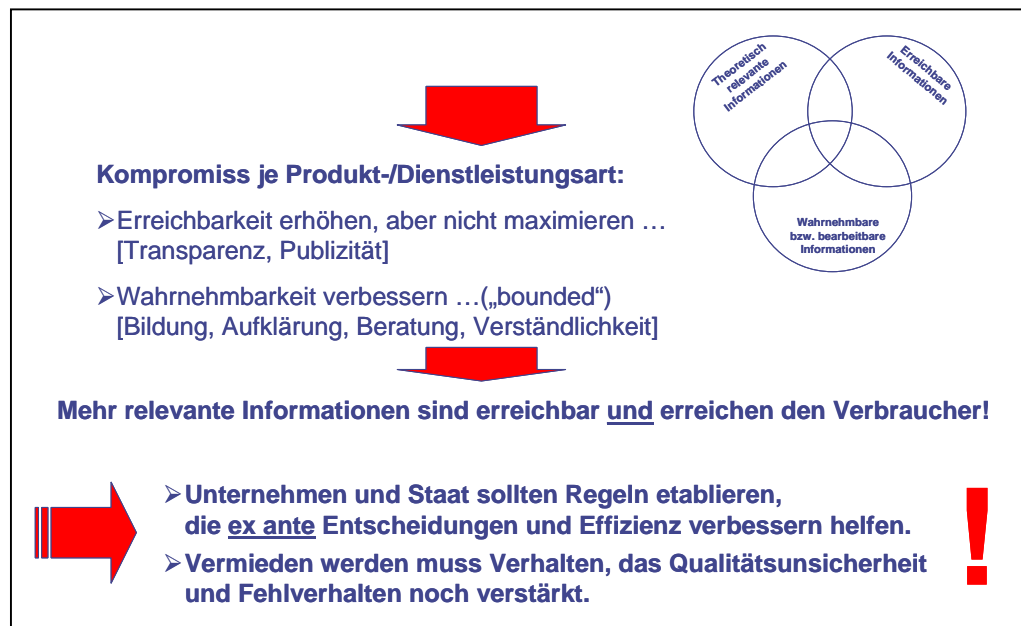 Theoretisch
relevante
Informationen
Erreichbare
Informationen
Wahrnehmbare
bzw. bearbeitbare
Informationen
Kompromiss je Produkt-/Dienstleistungsart:
➢Erreichbarkeit erhöhen, aber nicht maximieren …
[Transparenz, Publizität]
➢Wahrnehmbarkeit verbessern …(„bounded“)
[Bildung, Aufklärung, Beratung, Verständlichkeit]
Mehr relevante Informationen sind erreichbar und erreichen den Verbraucher!
➢Unternehmen und Staat sollten Regeln etablieren,
die ex ante Entscheidungen und Effizienz verbessern helfen.
➢Vermieden werden muss Verhalten, das Qualitätsunsicherheit
und Fehlverhalten noch verstärkt.
!